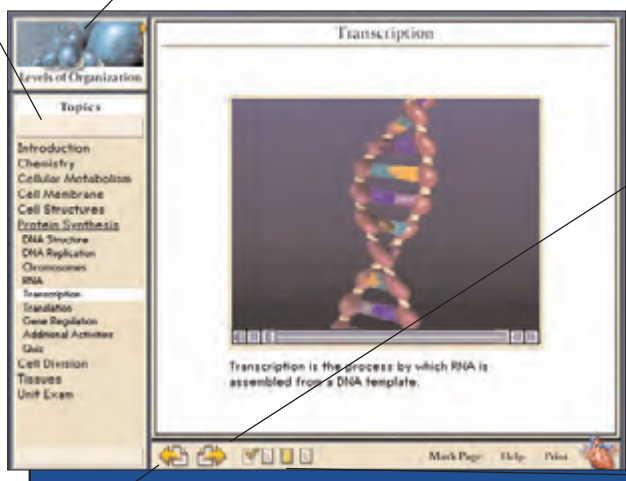 Transcription
Levels of Organization
Topics
Introduction
Chemistry
Cellular Metabolism
Cell Membrane
Cell Structures
Protein Synthesis
DNA Structure
DNA Replication
Chromosomes
RNA
Transcription
Translation
Gene Regulation
Additional Activities
Quiz
Cell Division
Tissues
Unit Exam
Transcription is the process by which RNA is
assembled from a DNA template.
Mark Page Help Print